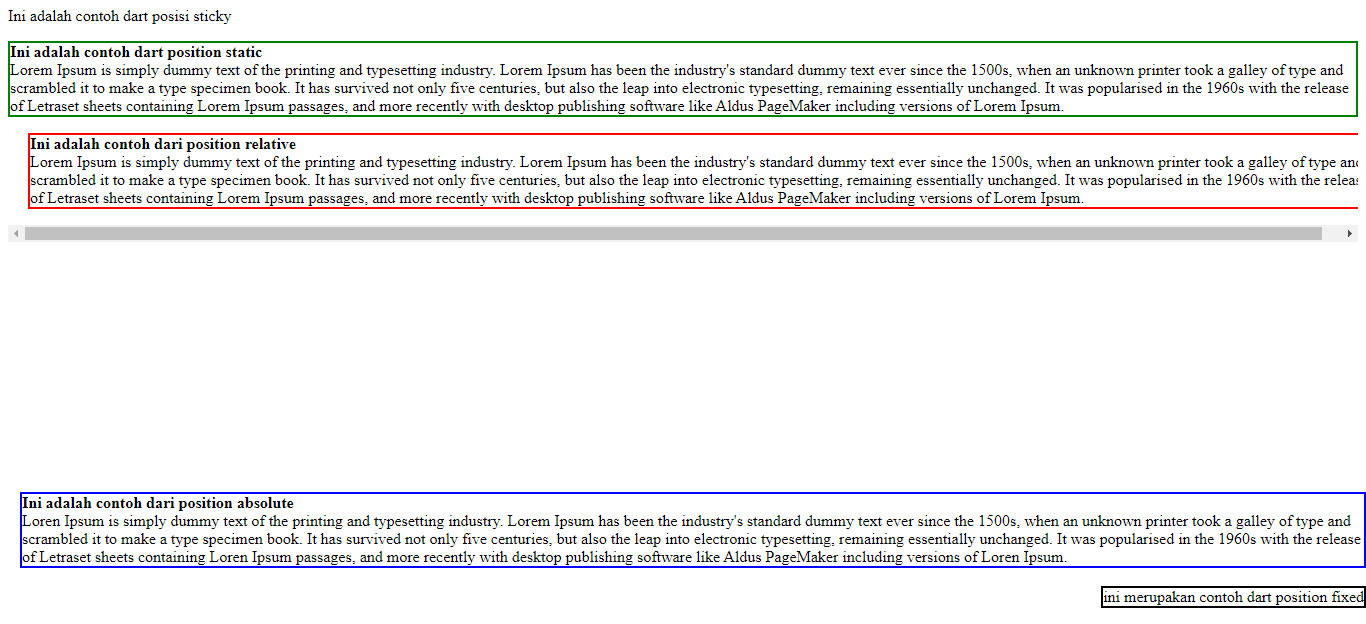 Ini adalah contoh dart posisi sticky
Ini adalah contoh dart position static
Lorem Ipsum is simply dummy text of the printing and typesetting industry. Lorem Ipsum has been the industry's standard dummy text ever since the 1500s, when an unknown printer took a galley of type and
scrambled it to make a type specimen book. It has survived not only five centuries, but also the leap into electronic typesetting, remaining essentially unchanged. It was popularised in the 1960s with the release
of Letraset sheets containing Lorem Ipsum passages, and more recently with desktop publishing software like Aldus PageMaker including versions of Lorem Ipsum.
Ini adalah contoh dari position relative
Lorem Ipsum is simply dummy text of the printing and typesetting industry. Lorem Ipsum has been the industry's standard dummy text ever since the 1500s, when an unknown printer took a galley of type an
scrambled it to make a type specimen book. It has survived not only five centuries, but also the leap into electronic typesetting, remaining essentially unchanged. It was popularised in the 1960s with the relea
of Letraset sheets containing Lorem Ipsum passages, and more recently with desktop publishing software like Aldus PageMaker including versions of Lorem Ipsum.
Ini adalah contoh dari position absolute
Loren Ipsum is simply dummy text of the printing and typesetting industry. Lorem Ipsum has been the industry's standard dummy text ever since the 1500s, when an unknown printer took a galley of type and
scrambled it to make a type specimen book. It has survived not only five centuries, but also the leap into electronic typesetting, remaining essentially unchanged. It was popularised in the 1960s with the release
of Letraset sheets containing Loren Ipsum passages, and more recently with desktop publishing software like Aldus PageMaker including versions of Loren Ipsum.
ini merupakan contoh dart position fixed